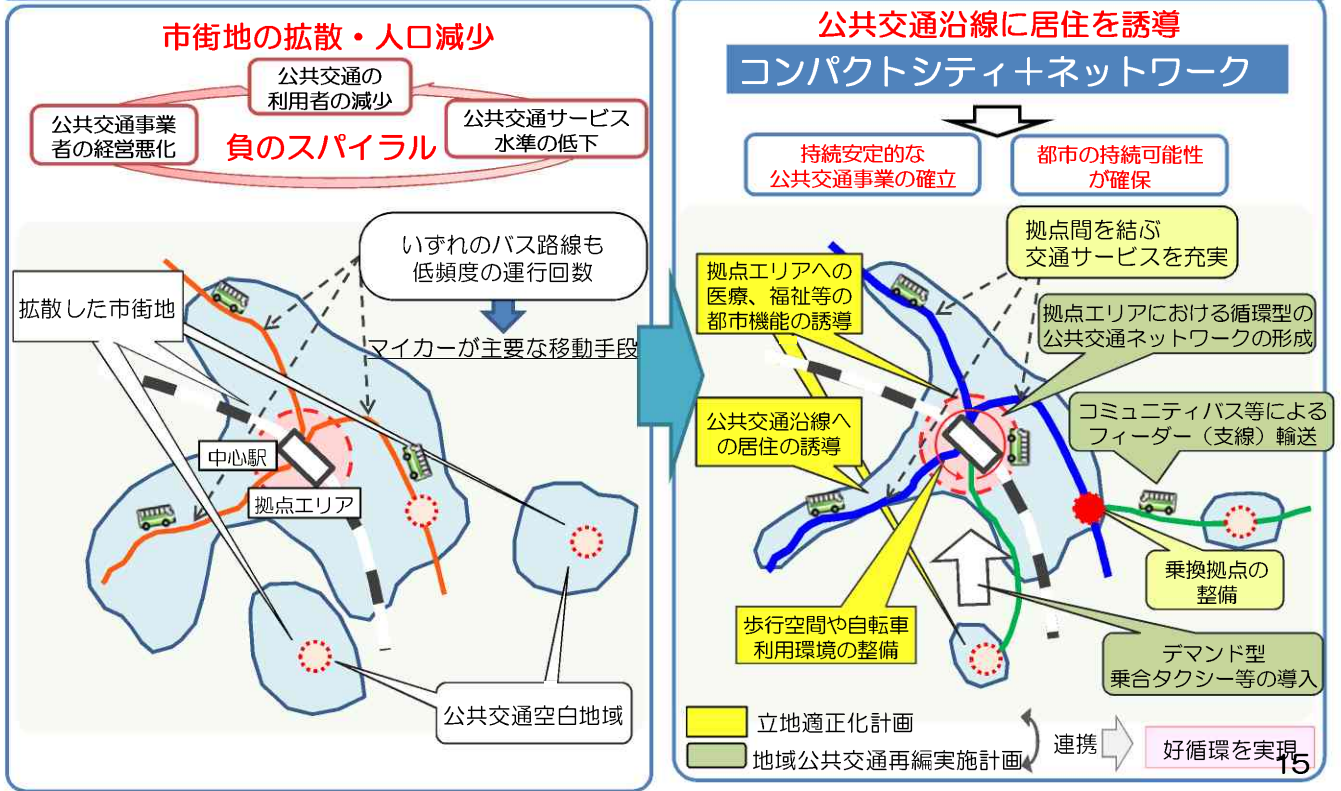 市街地の拡散・人口減少
公共交通の
利用者の減少
公共交通事業
者の経営悪化
負のスパイラル
公共交通サービス
水準の低下
いずれのバス路線も
低頻度の運行回数
拡散した市街地
マイカーが主要な移動手段
中心駅
拠点エリア
公共交通空白地域
公共交通沿線に居住を誘導
コンパクトシティ+ネットワーク
持続安定的な
公共交通事業の確立
都市の持続可能性
が確保
拠点間を結ぶ
交通サービスを充実
拠点エリアへの
医療、福祉等の
都市機能の誘導
拠点エリアにおける循環型の
公共交通ネットワークの形成
公共交通沿線へ
の居住の誘導
コミュニティバス等による
フィーダー(支線)輸送
乗換拠点の
整備
歩行空間や自転車
利用環境の整備
デマンド型
乗合タクシー等の導入
立地適正化計画
地域公共交通再編実施計画
連携
好循環を実現
15